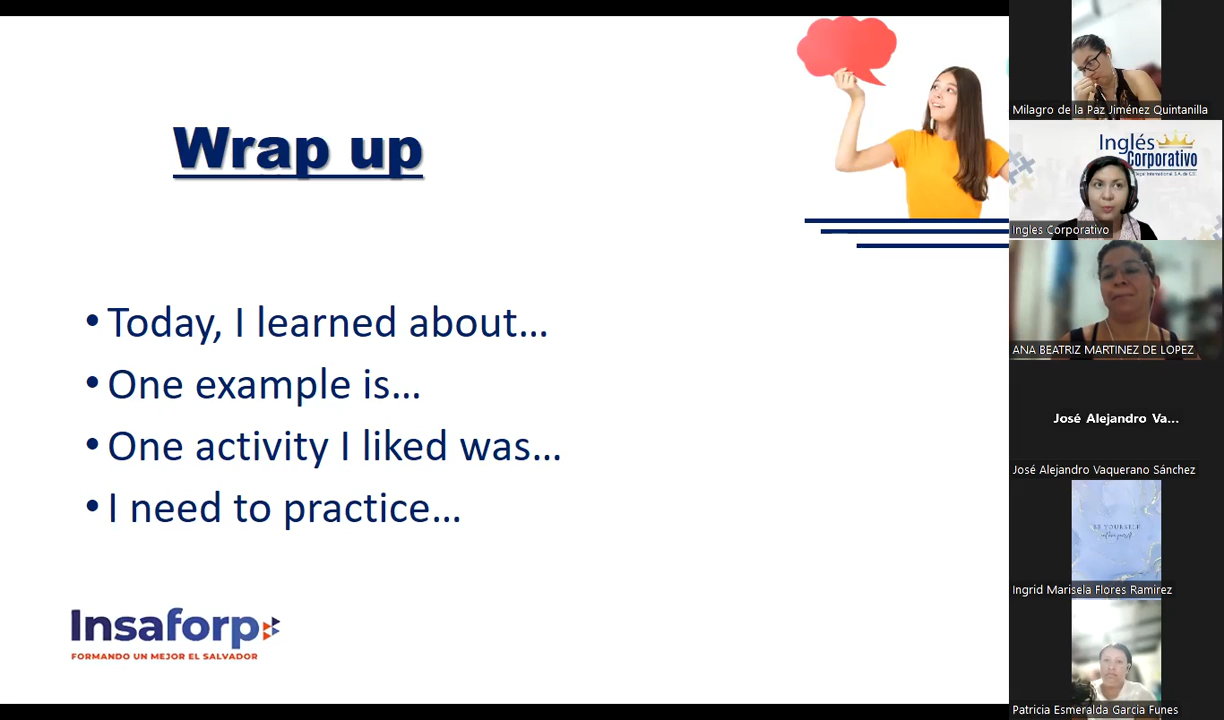 Wrap up
• Today, I learned about...
• One example is...
• One activity I liked was...
• I need to practice...
Insaforp
FORMANDO UN MEJOR EL SALVADOR
Milagro de la Paz Jiménez Quintanilla
Inglés
Corporativo
Ingles Corporativo
ANA BEATRIZ MARTINEZ DE LOPEZ
José Alejandro Va...
José Alejandro Vaquerano Sánchez
BE YOURSELF
Ingrid Marisela Flores Ramirez
Patricia Esmeralda Garcia Funes